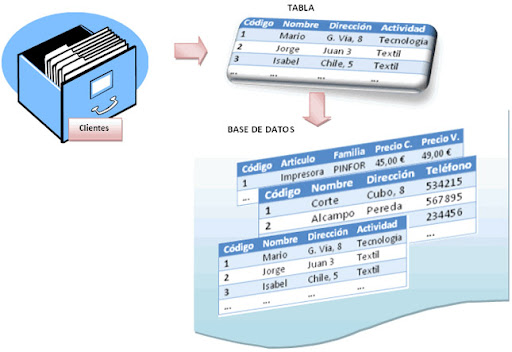 TABLA
Código Nombre Dirección Actividad
1 Mario G. Vía, 8 Tecnología
2 Jorge Juan 3 Textil
3 Isabel Chile, 5 Textil
... ... ... ...
Clientes
BASE DE DATOS
Código Artículo Familia Precio C. Precio V.
1 Impresora PINFOR 45,00 € 49,00 €
...
Código Nombre Dirección Teléfono
1 Corte Cubo, 8 534215
2 Alcampo Pereda 567895
234456
Código Nombre Dirección Actividad
1 Mario G. Vía, 8 Tecnología
2 Jorge Juan 3 Textil
3 Isabel Chile, 5 Textil
... ... ... ...